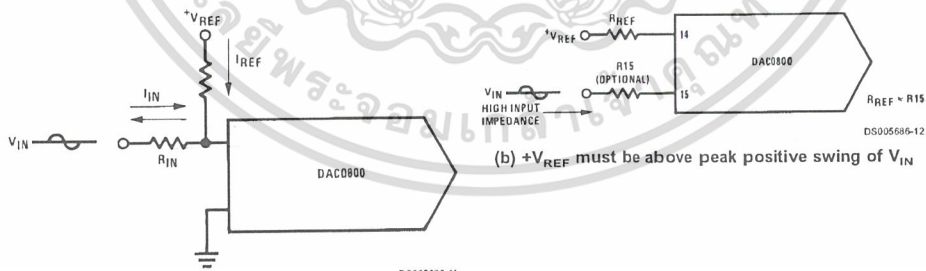 +VREF
IREF
IIN
VIN
RIN
DAC0800
+VREF
RREF
14
DAC0800
R15
(OPTIONAL)
VIN
HIGH INPUT
IMPEDANCE
15
RREF ≈ R15
DS005686-12
(b) +VREF must be above peak positive swing of VIN